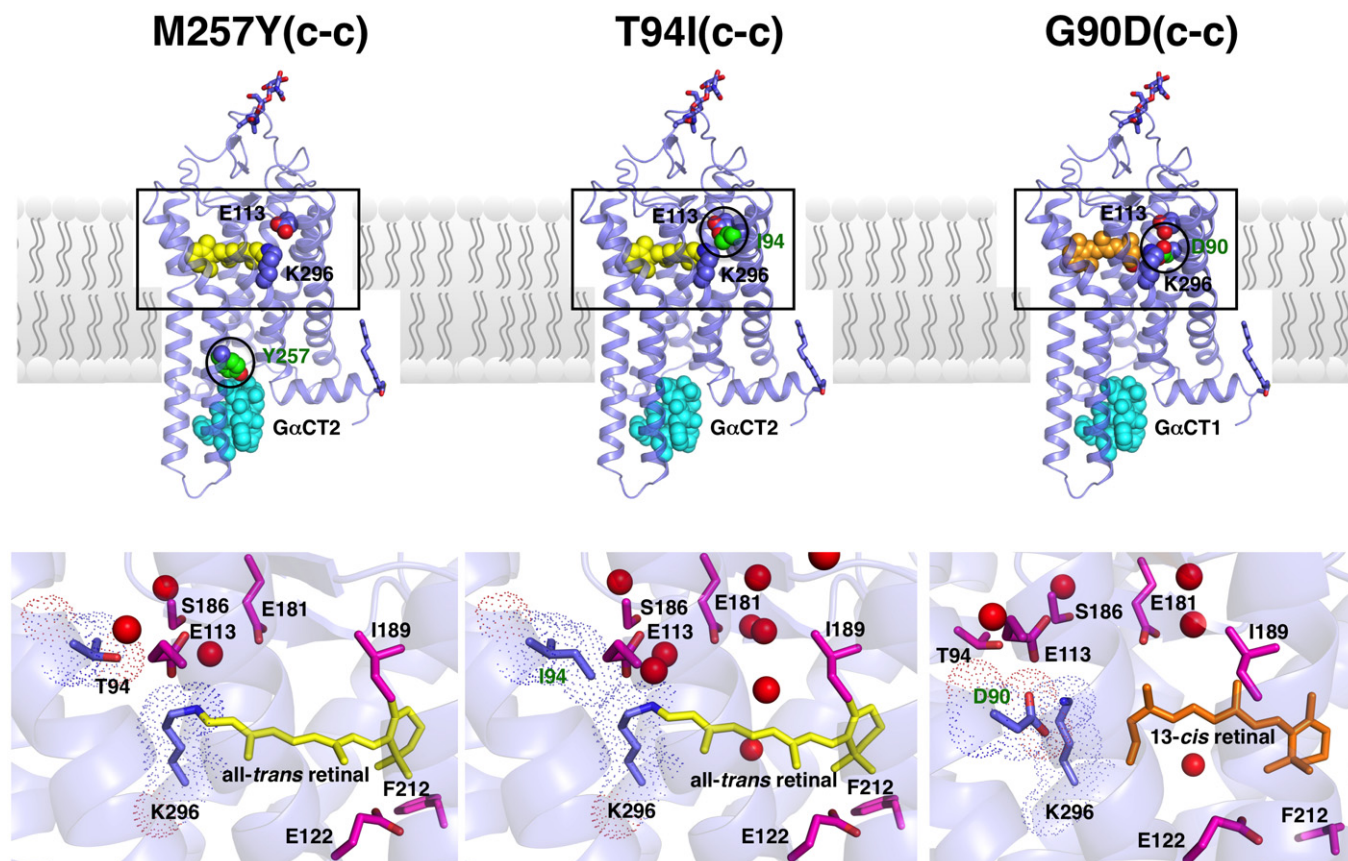 M257Y(c-c)
T94I(c-c)
G90D(c-c)
E113
K296
Y257
GαCT2
E113
I94
K296
GαCT2
E113
D90
K296
GαCT1
S186
E181
E113
I189
T94
all-trans retinal
K296
F212
E122
S186
E181
E113
I189
I94
all-trans retinal
K296
F212
E122
S186
E181
T94
E113
I189
D90
13-cis retinal
K296
E122
F212